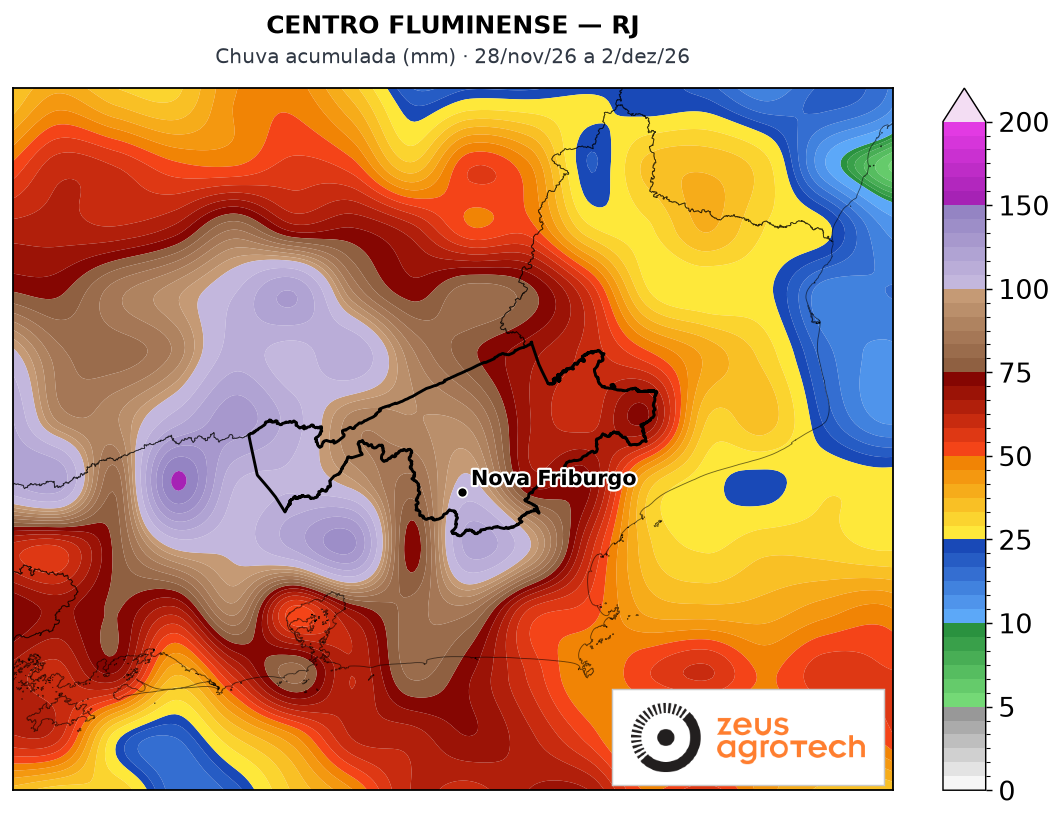 CENTRO FLUMINENSE — RJ
Chuva acumulada (mm) · 28/nov/26 a 2/dez/26
200
150
100
75
50
25
10
5
0
Nova Friburgo
zeus
agrotech